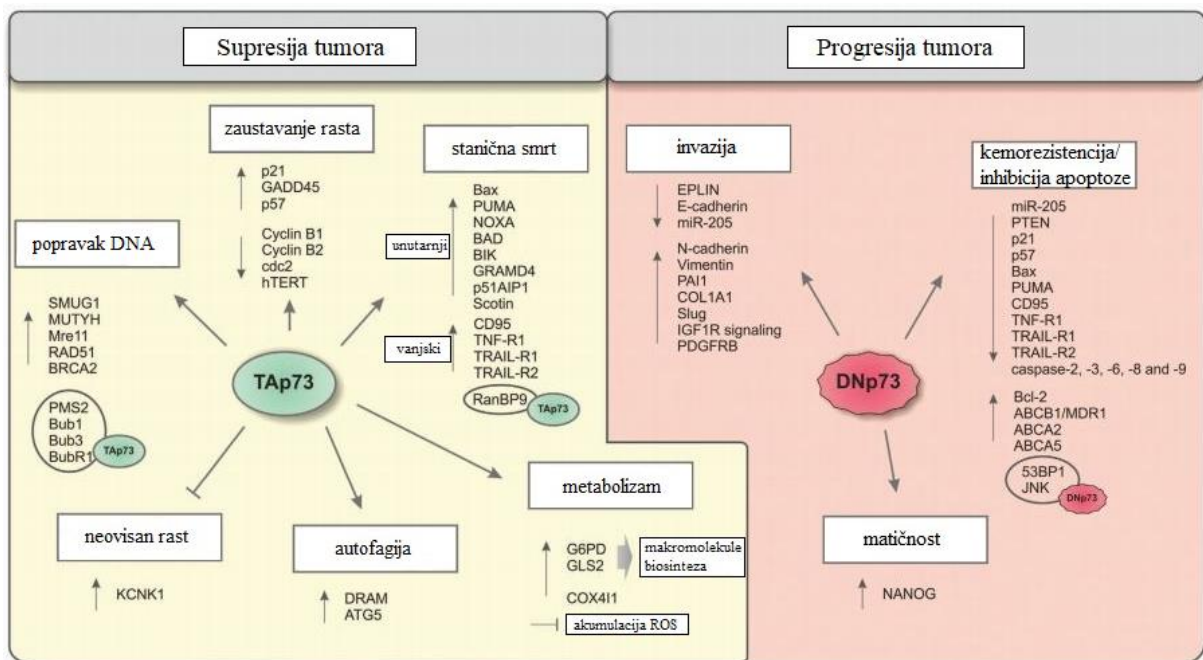 Supresija tumora
Progresija tumora
zaustavanje rasta
p21
GADD45
p57
Cyclin B1
Cyclin B2
cdc2
hTERT
stanična smrt
unutarnji
Bax
PUMA
NOXA
BAD
BIK
GRAMD4
p51AIP1
Scotin
vanjski
CD95
TNF-R1
TRAIL-R1
TRAIL-R2
RanBP9
TAp73
popravak DNA
SMUG1
MUTYH
Mre11
RAD51
BRCA2
PMS2
Bub1
Bub3
BubR1
TAp73
TAp73
neovisan rast
KCNK1
autofagija
DRAM
ATG5
metabolizam
G6PD
GLS2
makromolekule
biosinteza
COX4I1
akumulacija ROS
invazija
EPLIN
E-cadherin
miR-205
N-cadherin
Vimentin
PAI1
COL1A1
Slug
IGF1R signaling
PDGFRB
kemorezistencija/
inhibicija apoptoze
miR-205
PTEN
p21
p57
Bax
PUMA
CD95
TNF-R1
TRAIL-R1
TRAIL-R2
caspase-2, -3, -6, -8 and -9
Bcl-2
ABCB1/MDR1
ABCA2
ABCA5
53BP1
JNK
DNp73
DNp73
matičnost
NANOG